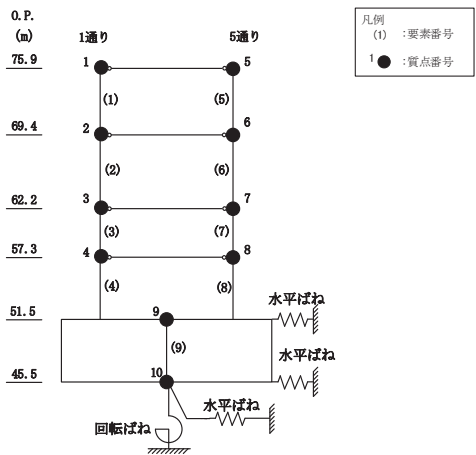 O.P.
(m)
1通り
5通り
凡例
(1) :要素番号
1 :質点番号
75.9
1
5
(1)
(5)
69.4
2
6
(2)
(6)
62.2
3
7
(3)
(7)
57.3
4
8
(4)
(8)
水平ばね
51.5
9
(9)
水平ばね
45.5
10
水平ばね
回転ばね